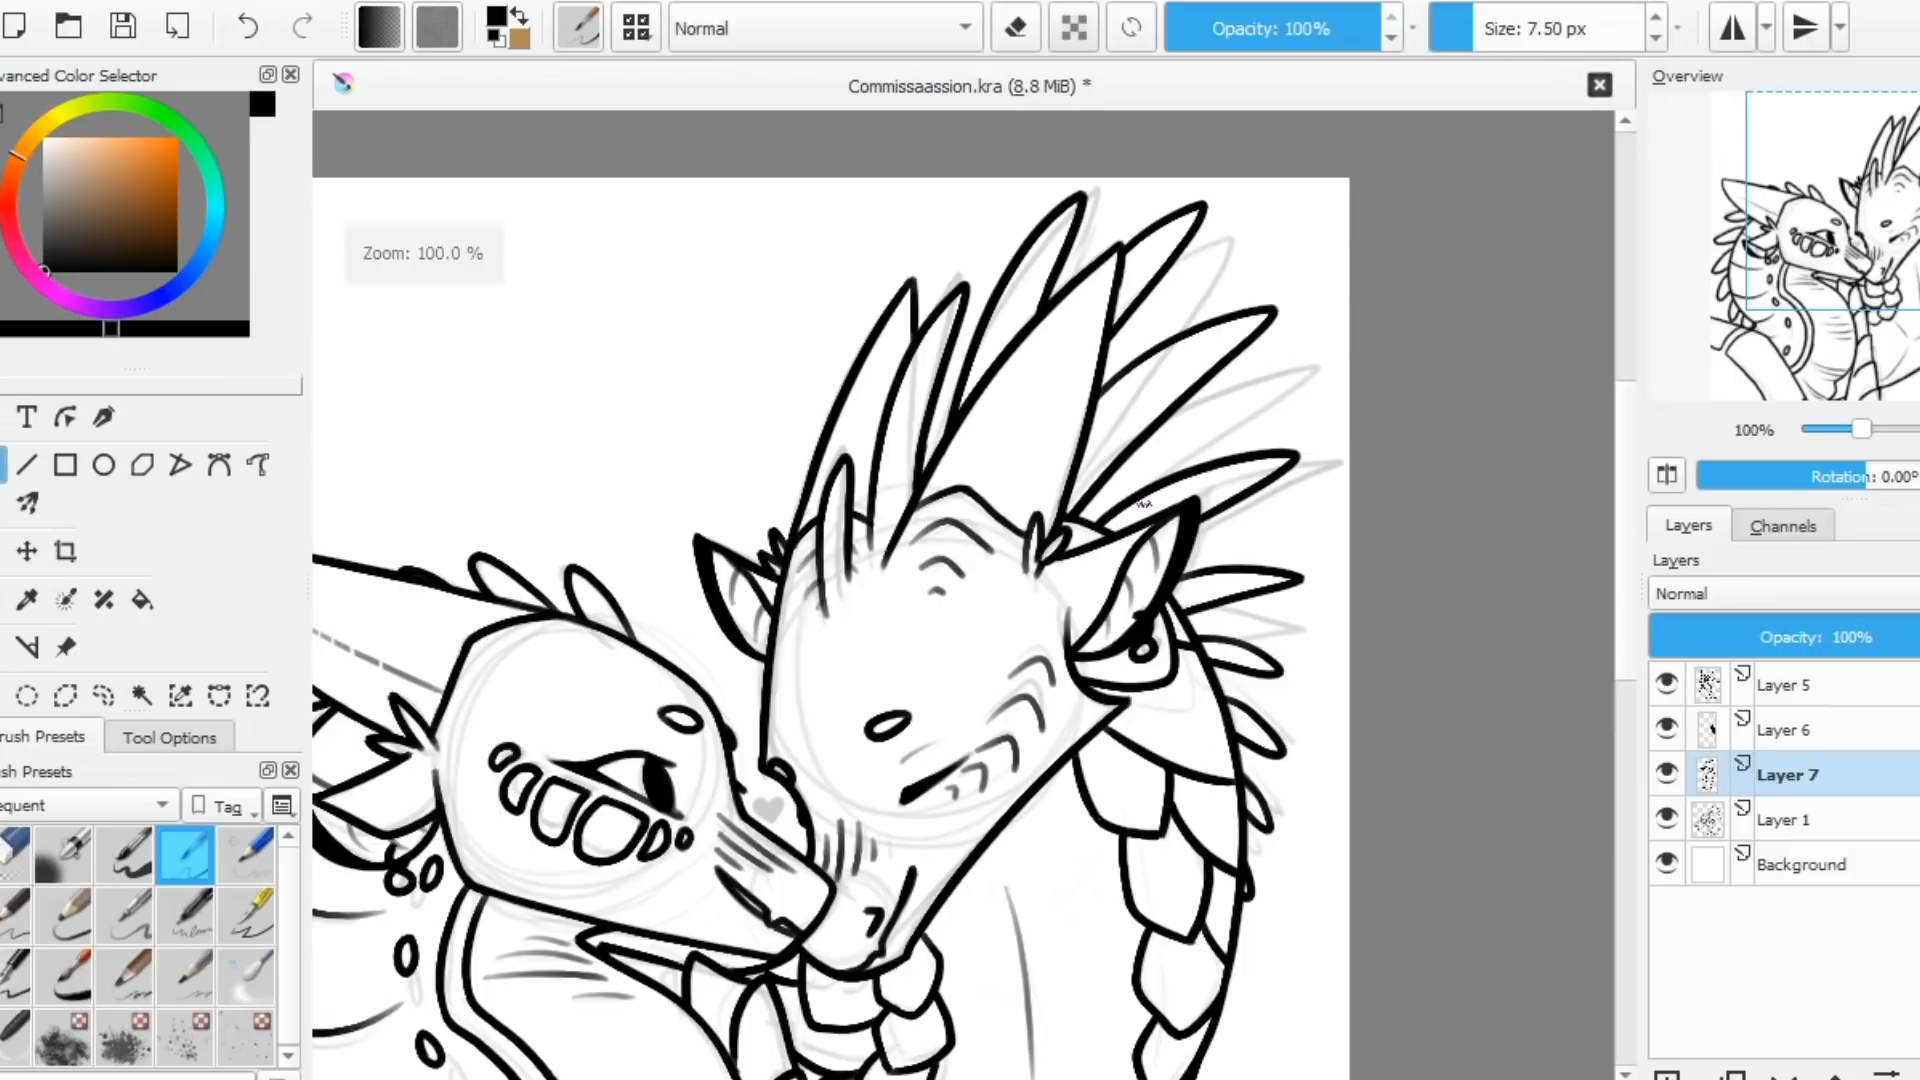 Normal
Opacity: 100%
Size: 7.50 px
vanced Color Selector
Commissaassion.kra (8.8 MiB) *
Overview
Zoom: 100.0 %
100%
Rotation: 0.00°
Layers
Channels
Layers
Normal
Opacity: 100%
Layer 5
Layer 6
Layer 7
Layer 1
Background
rush Presets
Tool Options
sh Presets
equent
Tag